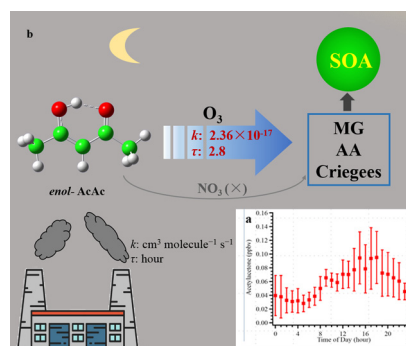 b
SOA
O₃
k: 2.36×10⁻¹⁷
τ: 2.8
MG
AA
Criegees
enol- AcAc
NO₃ (×)
k: cm³ molecule⁻¹ s⁻¹
τ: hour
a
Acetylacetone (ppbv)
0.16
0.14
0.12
0.10
0.08
0.06
0.04
0.02
0.00
0 4 8 12 16 20
Time of Day (hour)